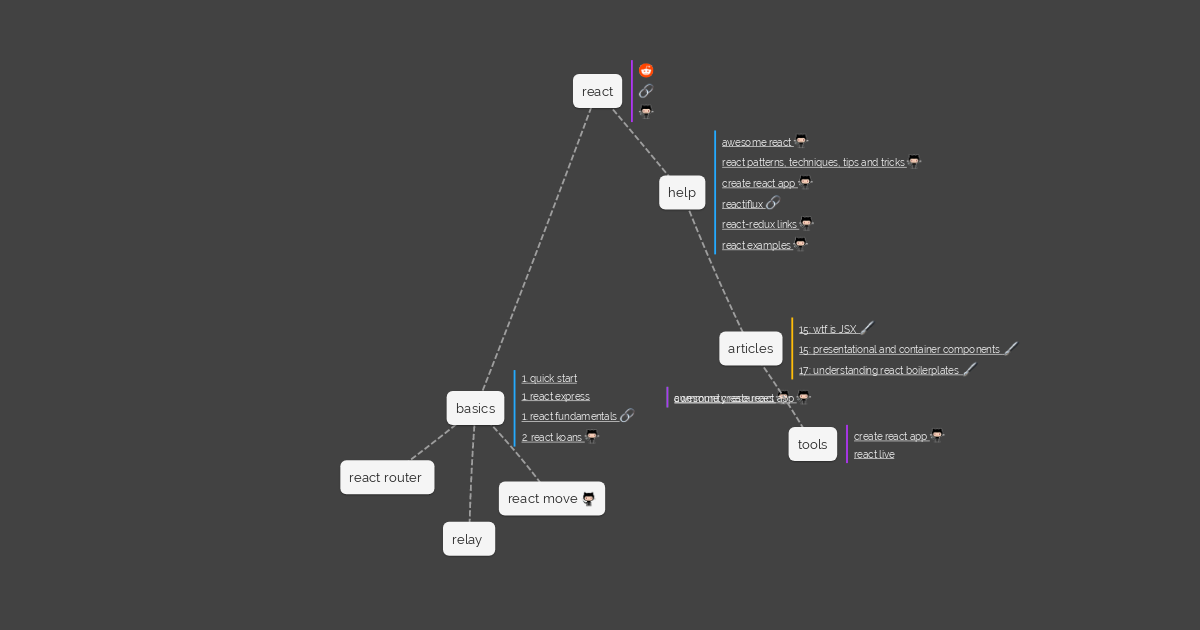 react
awesome react
react patterns, techniques, tips and tricks
create react app
help
reactiflux
react-redux links
react examples
15: wtf is JSX
articles
15: presentational and container components
17: understanding react boilerplates
1. quick start
1. react express
basics
1. react fundamentals
2. react koans
create react app
tools
react live
react router
react move
relay